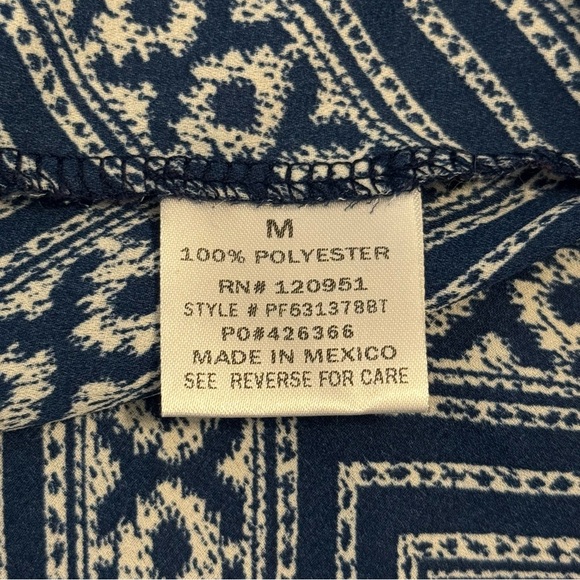 M
100% POLYESTER
RN# 120951
STYLE # PF631378BT
PO#426366
MADE IN MEXICO
SEE REVERSE FOR CARE